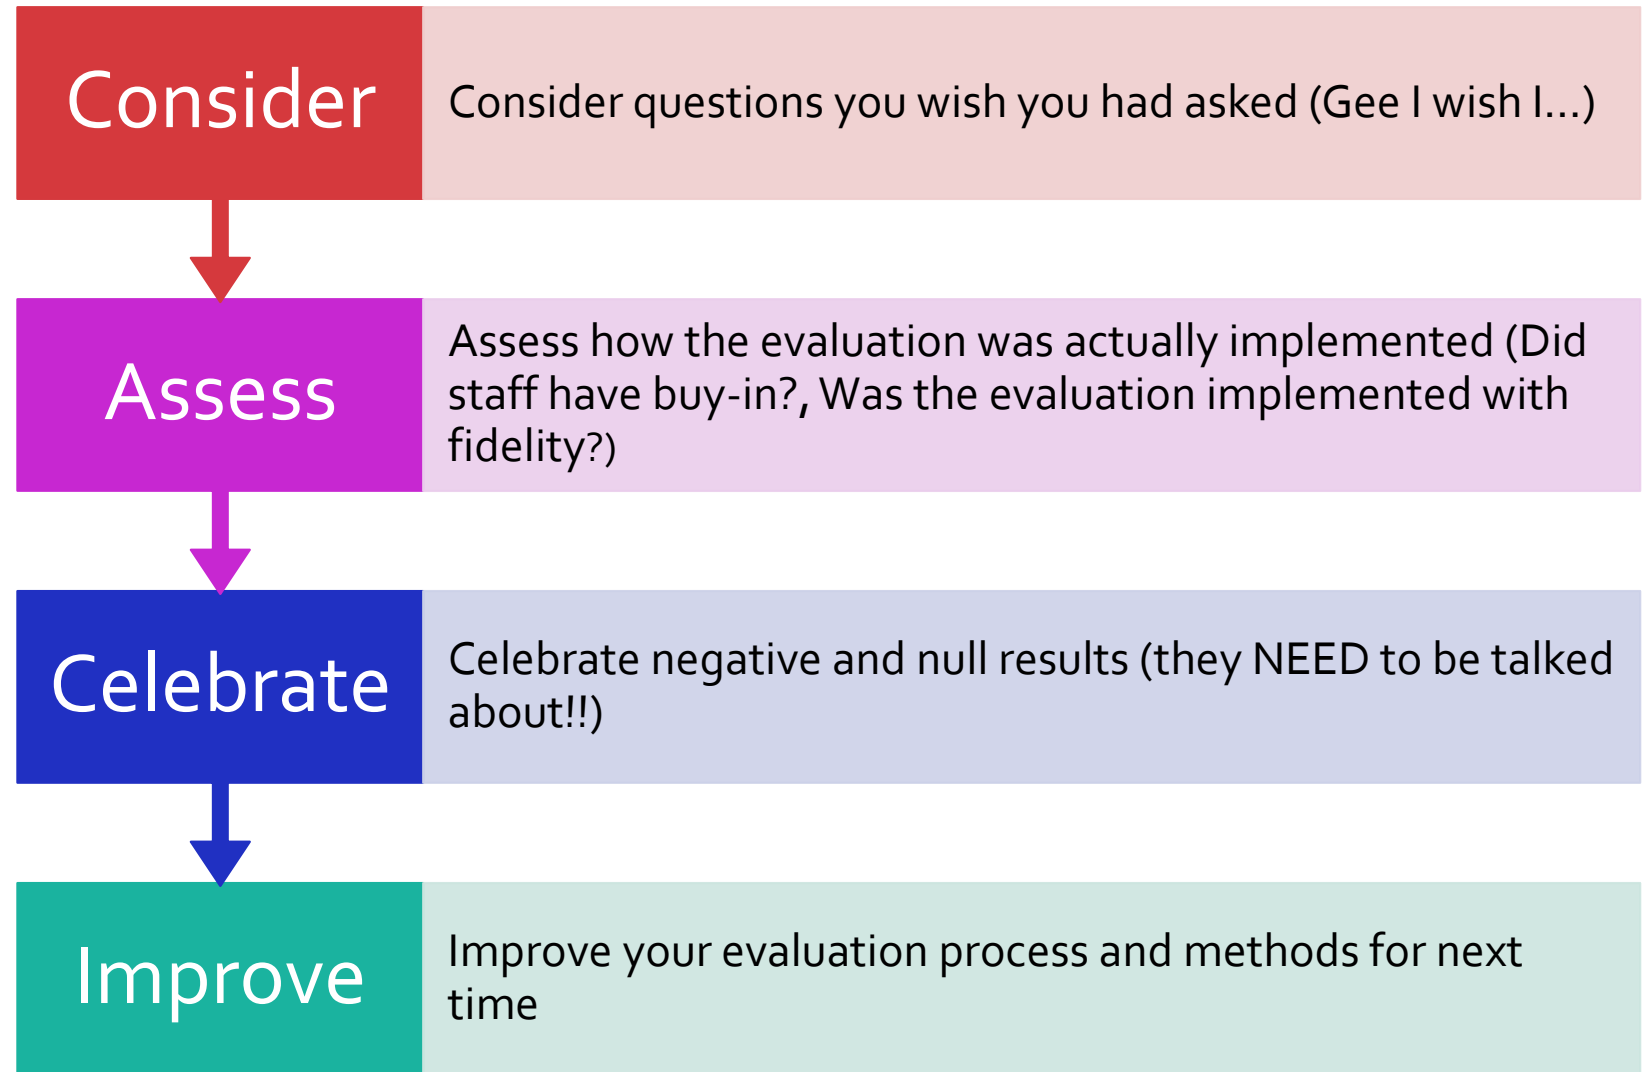 Consider
Consider questions you wish you had asked (Gee I wish I...)
Assess
Assess how the evaluation was actually implemented (Did
staff have buy-in?, Was the evaluation implemented with
fidelity?)
Celebrate
Celebrate negative and null results (they NEED to be talked
about!!)
Improve
Improve your evaluation process and methods for next
time